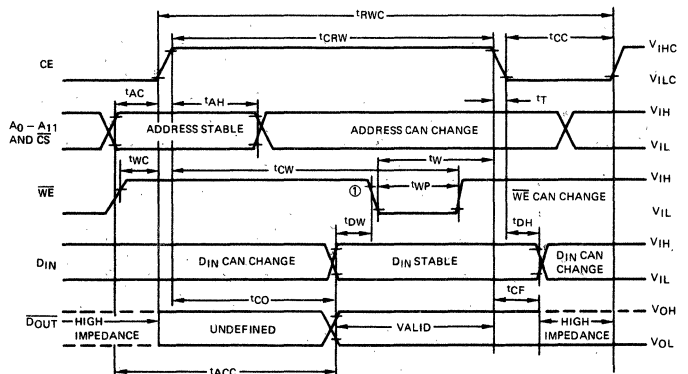 tRWC
tCRW
tCC
CE
VIHC
VILC
tAC
tAH
tT
A0 – A11
AND CS
ADDRESS STABLE
ADDRESS CAN CHANGE
VIH
VIL
tWC
tCW
tW
tWP
WE
①
WE CAN CHANGE
VIH
VIL
tDW
tDH
DIN
DIN CAN CHANGE
DIN STABLE
DIN CAN
CHANGE
VIH
VIL
tCO
tCF
DOUT
HIGH
IMPEDANCE
UNDEFINED
VALID
HIGH
IMPEDANCE
VOH
VOL
tACC